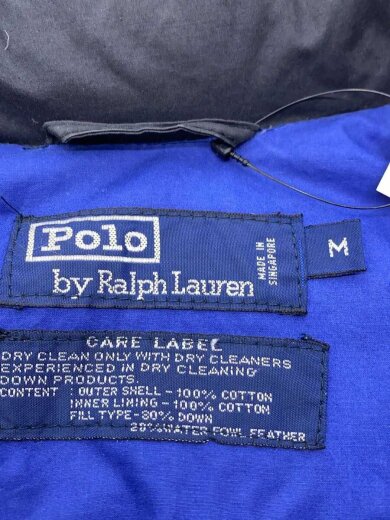 Polo
by Ralph Lauren
MADE IN
SINGAPORE
M
CARE LABEL
DRY CLEAN ONLY WITH DRY CLEANERS
EXPERIENCED IN DRY CLEANING
DOWN PRODUCTS.
CONTENT : OUTER SHELL - 100% COTTON
INNER LINING - 100% COTTON
FILL TYPE - 80% DOWN
20% WATER FOWL FEATHER